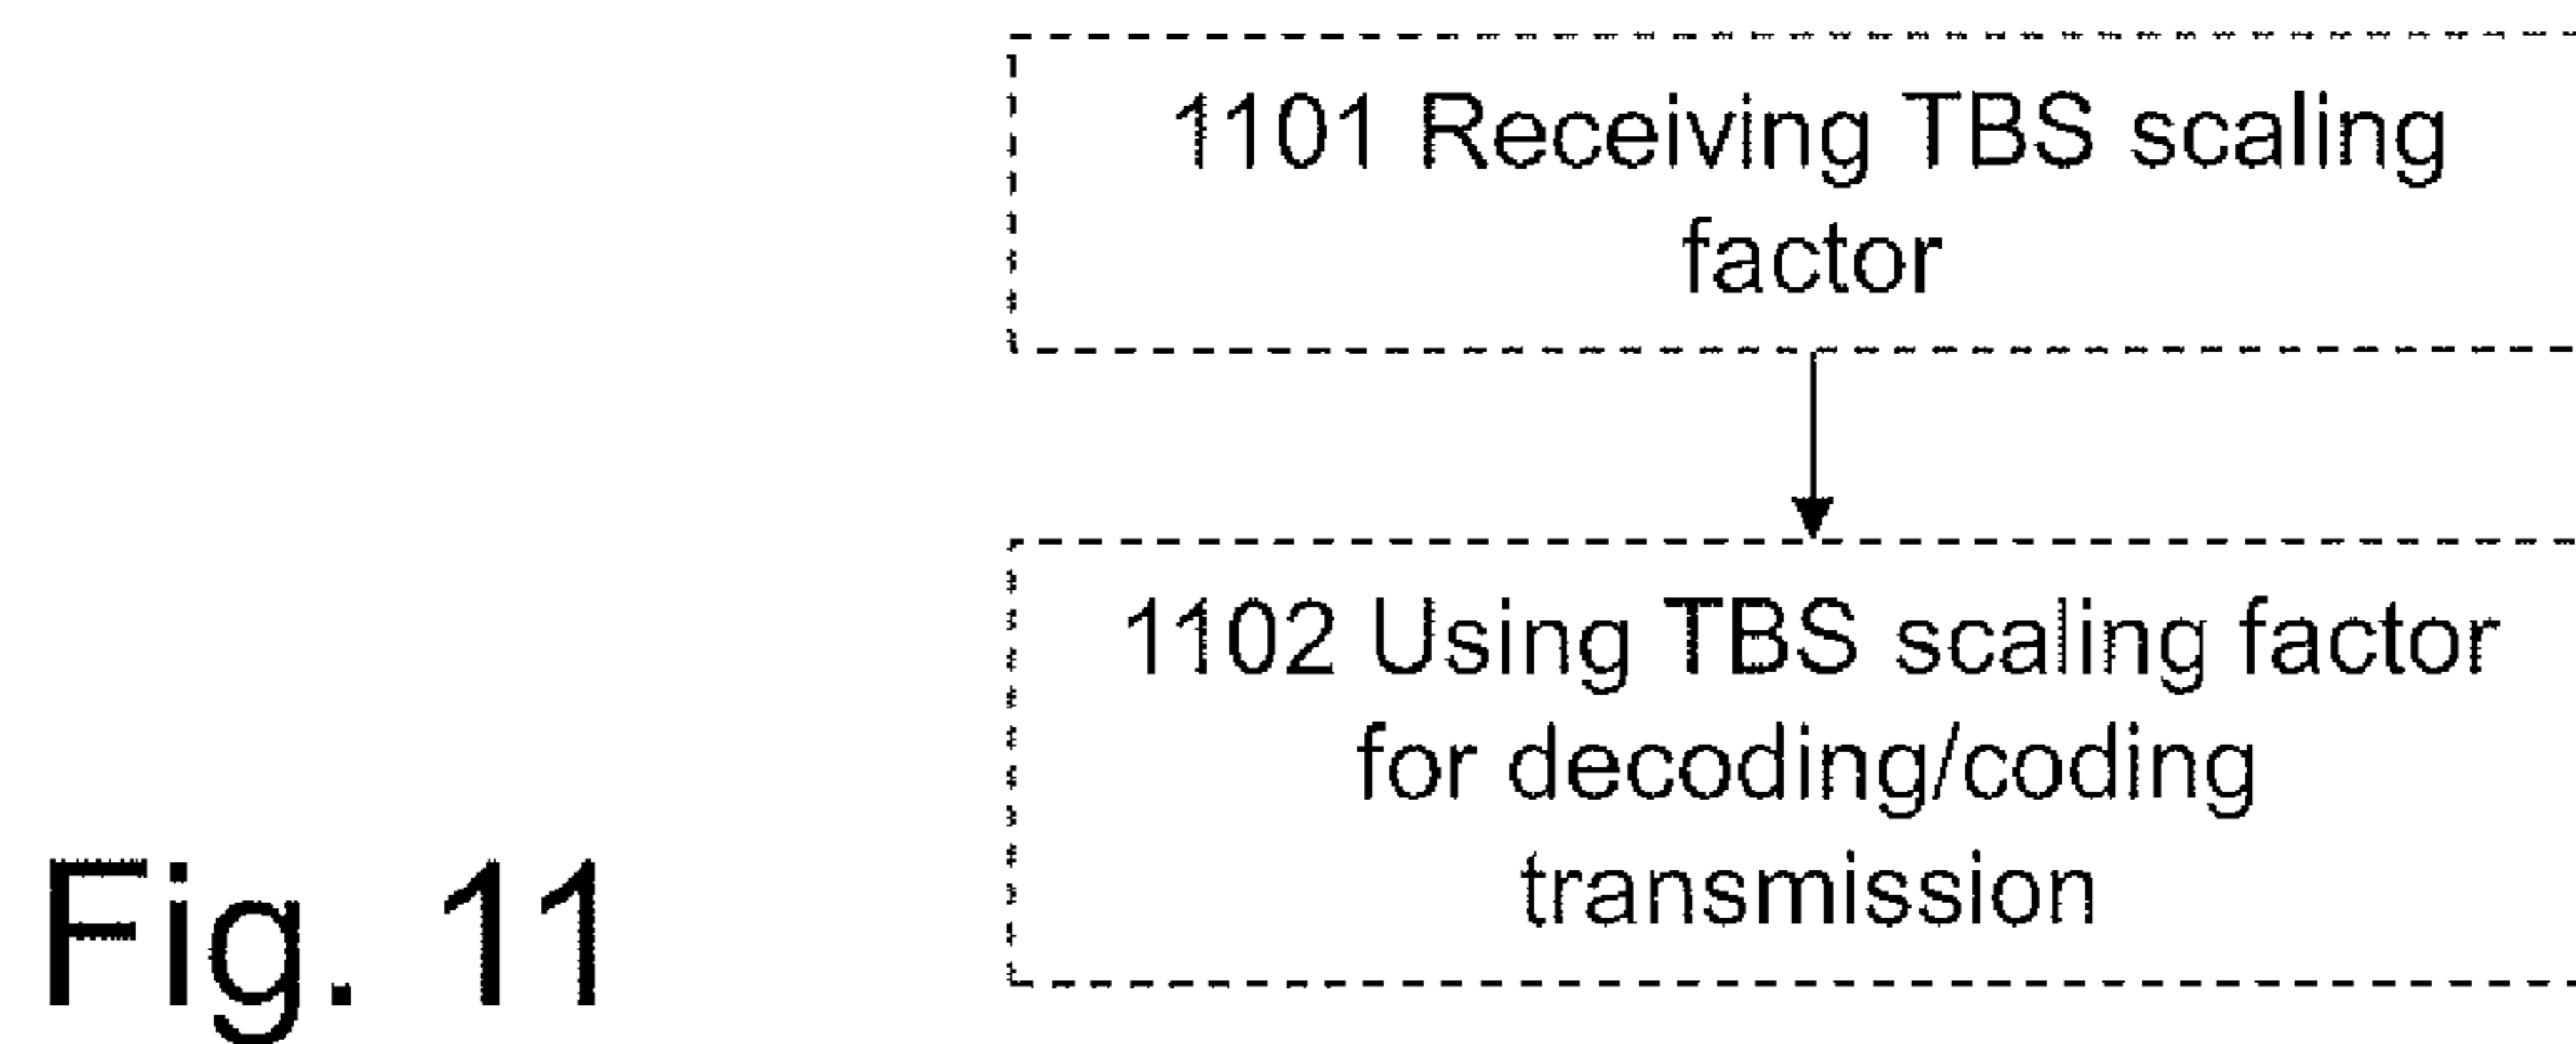 1101 Receiving TBS scaling
factor
1102 Using TBS scaling factor
for decoding/coding
transmission
Fig. 11